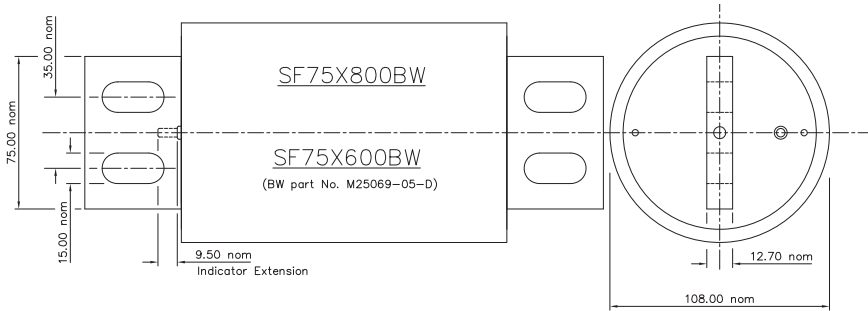 35.00 nom
75.00 nom
15.00 nom
SF75X800BW
SF75X600BW
(BW part No. M25069-05-D)
9.50 nom
Indicator Extension
12.70 nom
108.00 nom